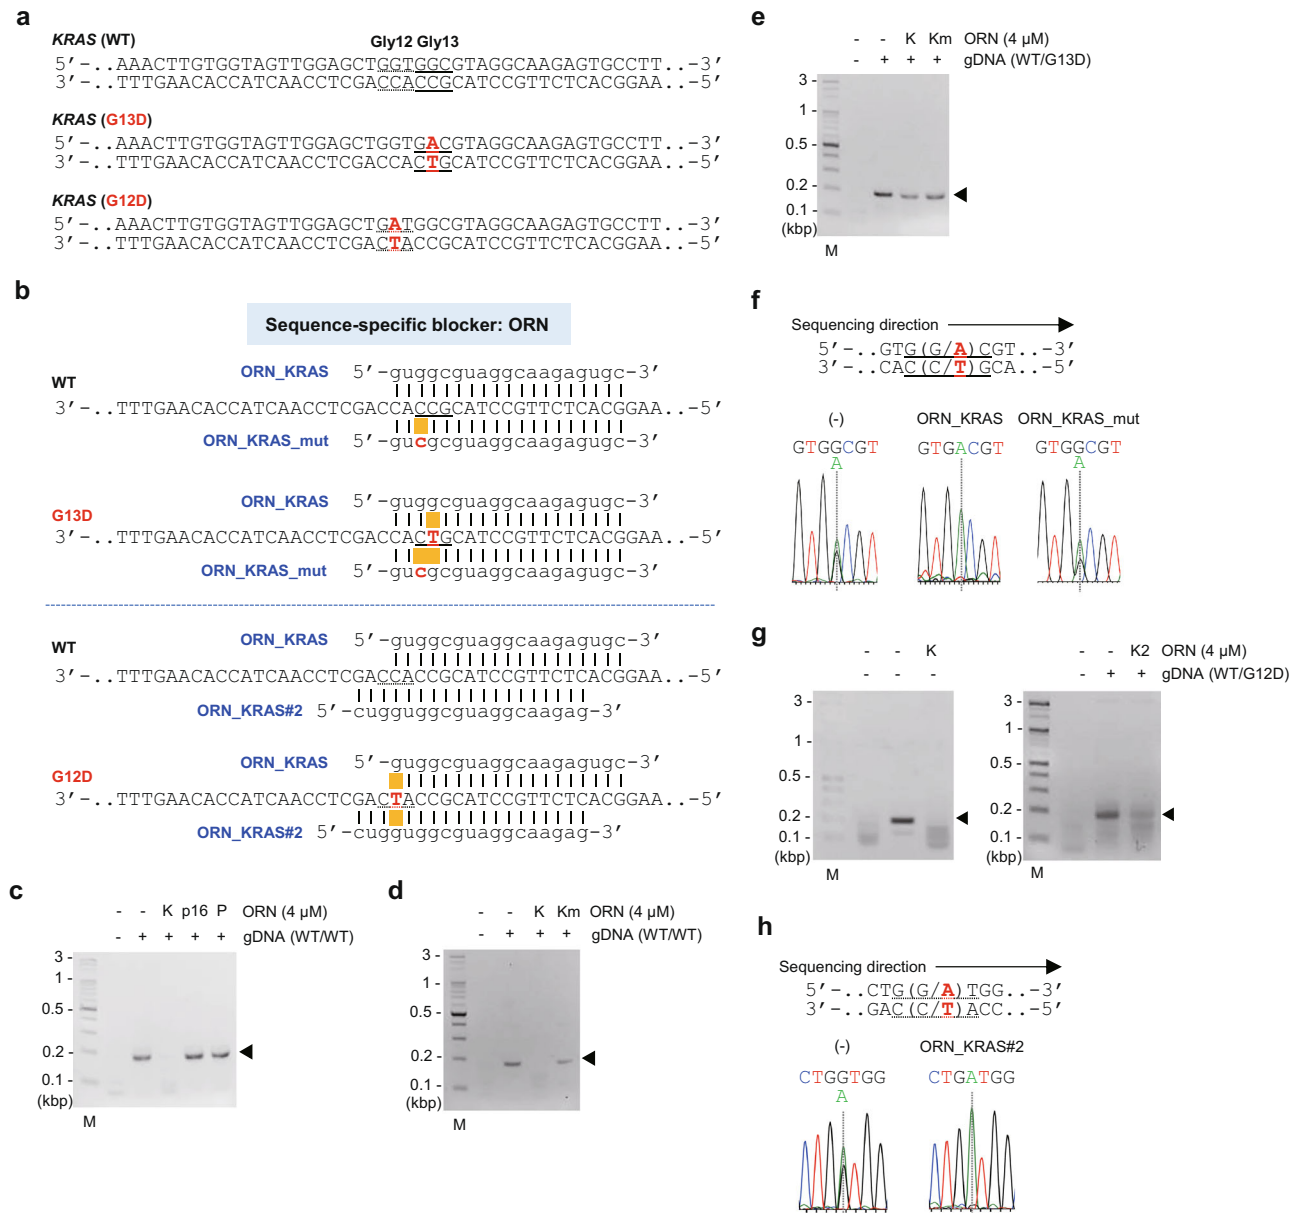 a
KRAS (WT)
Gly12 Gly13
5′-..AAACTTGTGGTAGTTGGAGCTGGTGGCGTAGGCAAGAGTGCCTT..-3′
3′-..TTTGAACACCATCAACCTCGACCACCGCATCCGTTCTCACGGAA..-5′
KRAS (G13D)
5′-..AAACTTGTGGTAGTTGGAGCTGGTGACGTAGGCAAGAGTGCCTT..-3′
3′-..TTTGAACACCATCAACCTCGACCACTGCATCCGTTCTCACGGAA..-5′
KRAS (G12D)
5′-..AAACTTGTGGTAGTTGGAGCTGATGGCGTAGGCAAGAGTGCCTT..-3′
3′-..TTTGAACACCATCAACCTCGACTACCGCATCCGTTCTCACGGAA..-5′
b
Sequence-specific blocker: ORN
ORN_KRAS 5′-guggcguaggcaagagugc-3′
WT
3′-..TTTGAACACCATCAACCTCGACCACCGCATCCGTTCTCACGGAA..-5′
ORN_KRAS_mut 5′-gucgcguaggcaagagugc-3′
ORN_KRAS 5′-guggcguaggcaagagugc-3′
G13D
3′-..TTTGAACACCATCAACCTCGACCACTGCATCCGTTCTCACGGAA..-5′
ORN_KRAS_mut 5′-gucgcguaggcaagagugc-3′
ORN_KRAS 5′-guggcguaggcaagagugc-3′
WT
3′-..TTTGAACACCATCAACCTCGACCACCGCATCCGTTCTCACGGAA..-5′
ORN_KRAS#2 5′-cugguggcguaggcaagag-3′
ORN_KRAS 5′-guggcguaggcaagagugc-3′
G12D
3′-..TTTGAACACCATCAACCTCGACTACCGCATCCGTTCTCACGGAA..-5′
ORN_KRAS#2 5′-cugguggcguaggcaagag-3′
c
- - K p16 P ORN (4 µM)
- + + + + gDNA (WT/WT)
3 -
1 -
0.5 -
0.2 -
0.1 -
(kbp)
M
d
- - K Km ORN (4 µM)
- + + + gDNA (WT/WT)
3 -
1 -
0.5 -
0.2 -
0.1 -
(kbp)
M
e
- - K Km ORN (4 µM)
- + + + gDNA (WT/G13D)
3 -
1 -
0.5 -
0.2 -
0.1 -
(kbp)
M
f
Sequencing direction
5′-..GTG(G/A)CGT..-3′
3′-..CAC(C/T)GCA..-5′
(-) ORN_KRAS ORN_KRAS_mut
GTGGCGT GTGACGT GTGGCGT
A A
g
- - K
- - -
3 -
1 -
0.5 -
0.2 -
0.1 -
(kbp)
M
- - K2 ORN (4 µM)
- + + gDNA (WT/G12D)
3 -
1 -
0.5 -
0.2 -
0.1 -
(kbp)
M
h
Sequencing direction
5′-..CTG(G/A)TGG..-3′
3′-..GAC(C/T)ACC..-5′
(-) ORN_KRAS#2
CTGGTGG CTGATGG
A